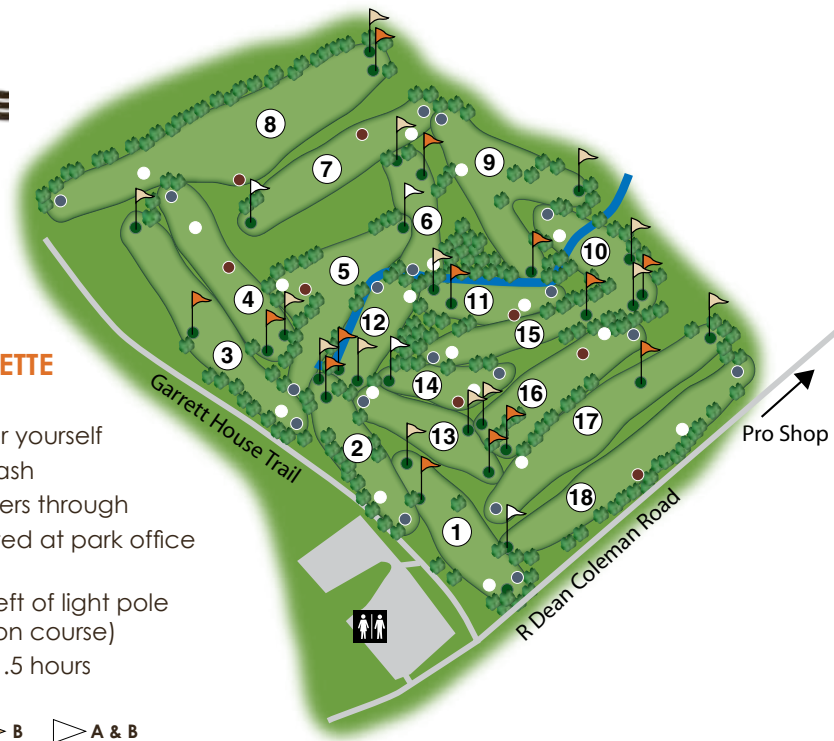 ETTE
r yourself
ash
ers through
ed at park office
eft of light pole
on course)
.5 hours
B
A & B
8
7
9
6
10
5
4
11
12
15
3
14
16
13
17
2
18
1
Garrett House Trail
R Dean Coleman Road
Pro Shop